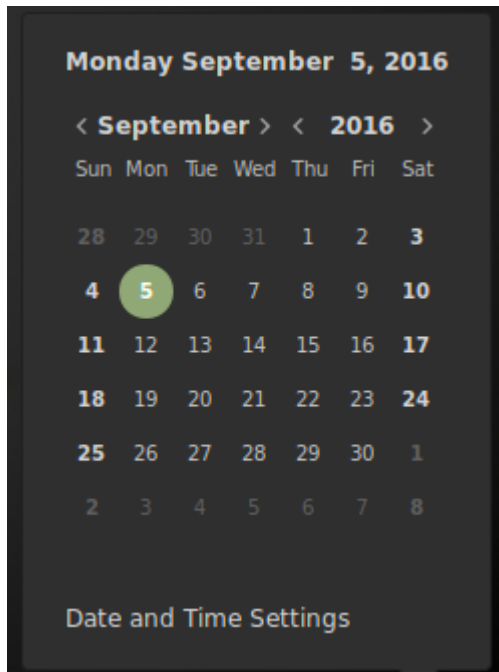 Monday September 5, 2016
< September > < 2016 >
Sun Mon Tue Wed Thu Fri Sat
28 29 30 31 1 2 3
4 5 6 7 8 9 10
11 12 13 14 15 16 17
18 19 20 21 22 23 24
25 26 27 28 29 30 1
2 3 4 5 6 7 8
Date and Time Settings